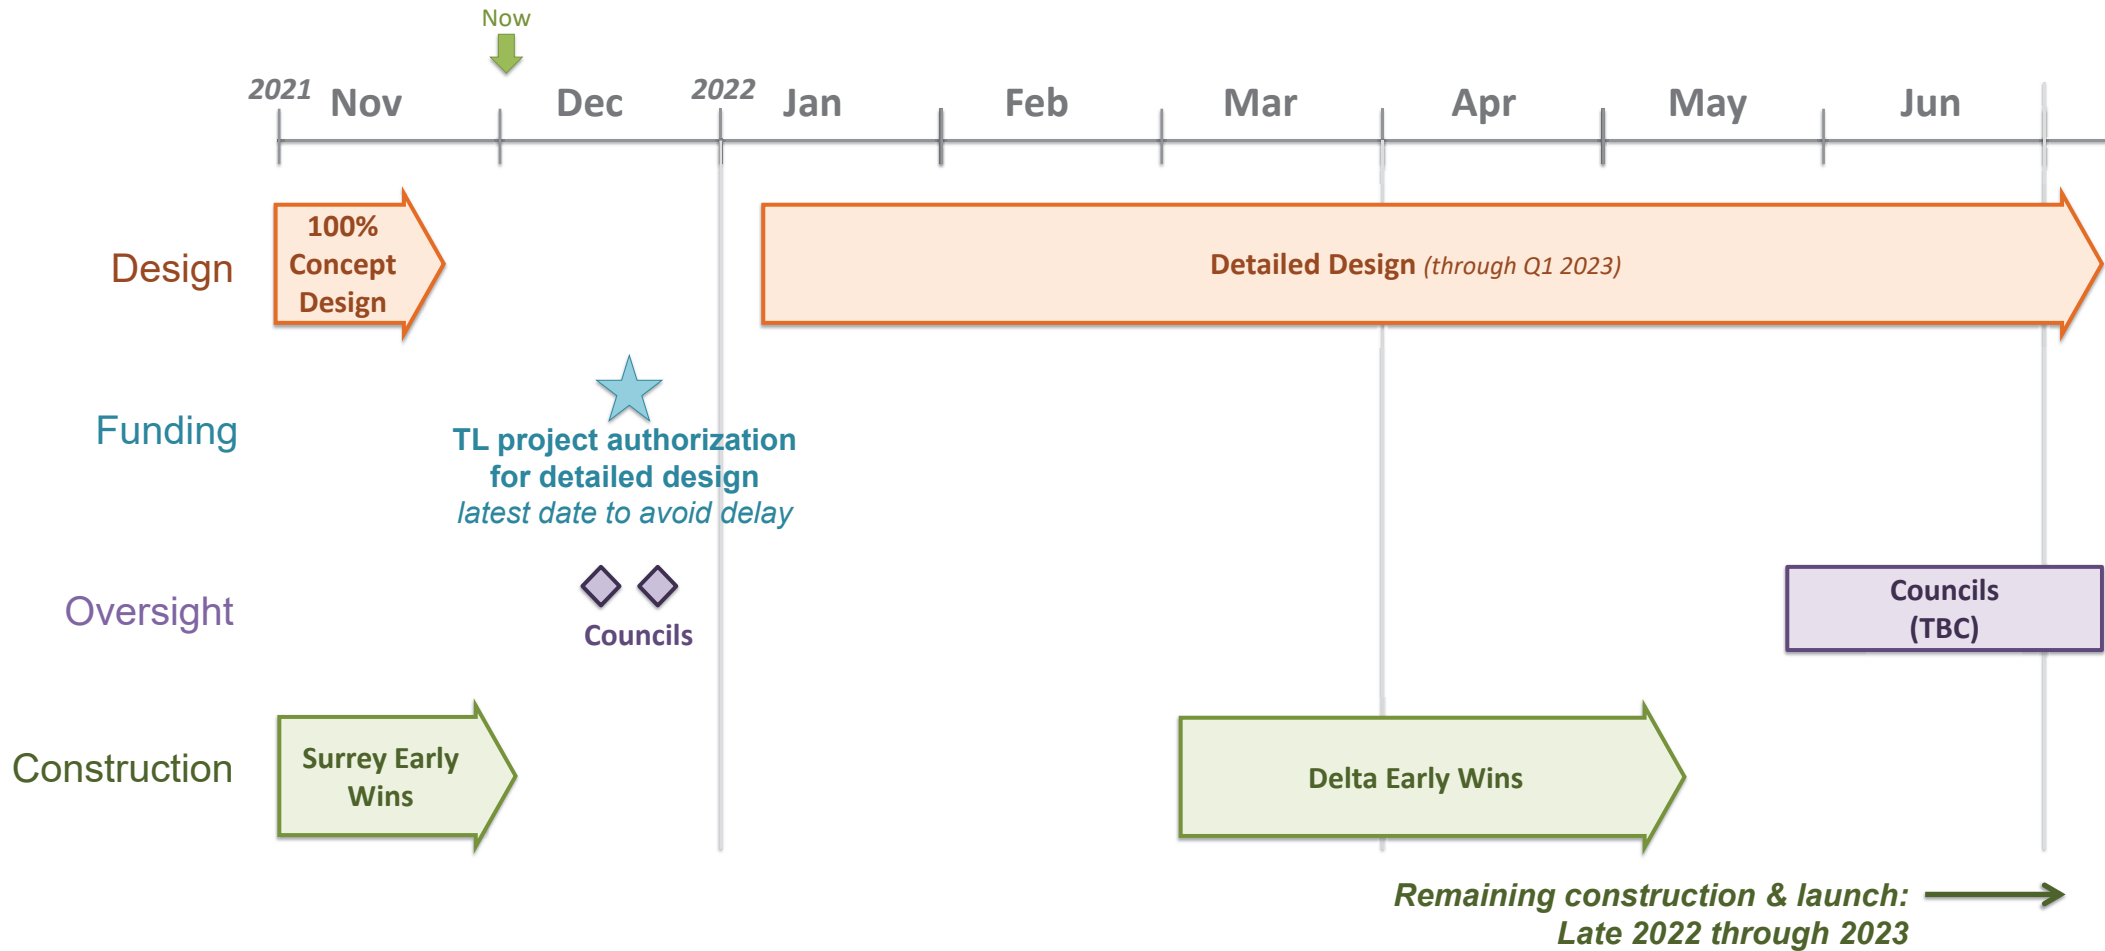 Now
2021 Nov Dec 2022 Jan Feb Mar Apr May Jun
Design
100%
Concept
Design
Detailed Design (through Q1 2023)
Funding
TL project authorization
for detailed design
latest date to avoid delay
Oversight
Councils
Councils
(TBC)
Construction
Surrey Early
Wins
Delta Early Wins
Remaining construction & launch:
Late 2022 through 2023